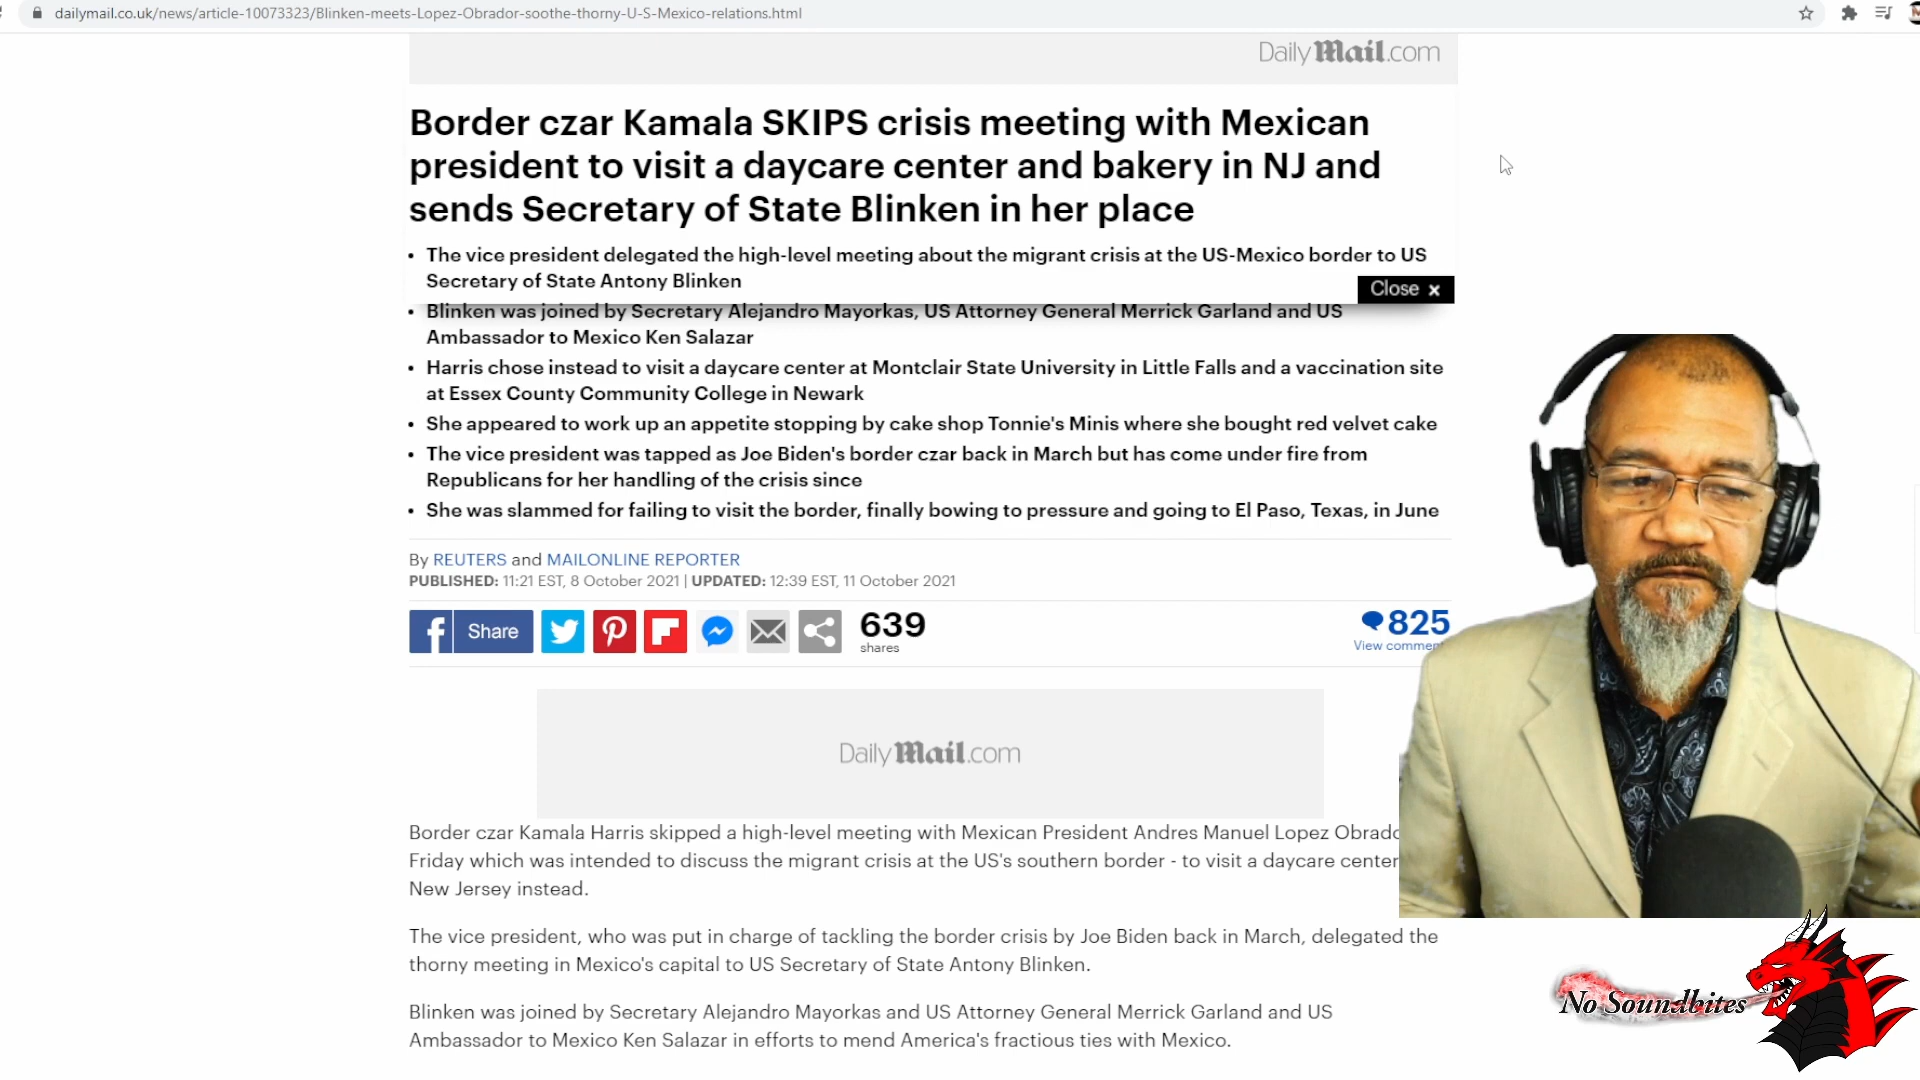 dailymail.co.uk/news/article-10073323/Blinken-meets-Lopez-Obrador-soothe-thorny-U-S-Mexico-relations.html
Daily Mail.com
Border czar Kamala SKIPS crisis meeting with Mexican
president to visit a daycare center and bakery in NJ and
sends Secretary of State Blinken in her place
• The vice president delegated the high-level meeting about the migrant crisis at the US-Mexico border to US
Secretary of State Antony Blinken
Close x
• Blinken was joined by Secretary Alejandro Mayorkas, US Attorney General Merrick Garland and US
Ambassador to Mexico Ken Salazar
• Harris chose instead to visit a daycare center at Montclair State University in Little Falls and a vaccination site
at Essex County Community College in Newark
• She appeared to work up an appetite stopping by cake shop Tonnie's Minis where she bought red velvet cake
• The vice president was tapped as Joe Biden's border czar back in March but has come under fire from
Republicans for her handling of the crisis since
• She was slammed for failing to visit the border, finally bowing to pressure and going to El Paso, Texas, in June
By REUTERS and MAILONLINE REPORTER
PUBLISHED: 11:21 EST, 8 October 2021 | UPDATED: 12:39 EST, 11 October 2021
Share
639
shares
825
View commen
Daily Mail.com
Border czar Kamala Harris skipped a high-level meeting with Mexican President Andres Manuel Lopez Obrado
Friday which was intended to discuss the migrant crisis at the US's southern border - to visit a daycare center
New Jersey instead.
The vice president, who was put in charge of tackling the border crisis by Joe Biden back in March, delegated the
thorny meeting in Mexico's capital to US Secretary of State Antony Blinken.
Blinken was joined by Secretary Alejandro Mayorkas and US Attorney General Merrick Garland and US
Ambassador to Mexico Ken Salazar in efforts to mend America's fractious ties with Mexico.
No Soundbites